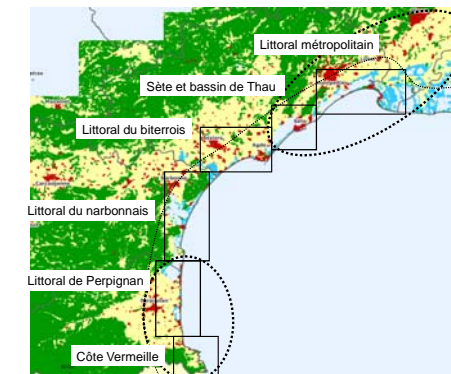 Littoral métropolitain
Sète et bassin de Thau
Littoral du biterrois
Littoral du narbonnais
Littoral de Perpignan
Côte Vermeille